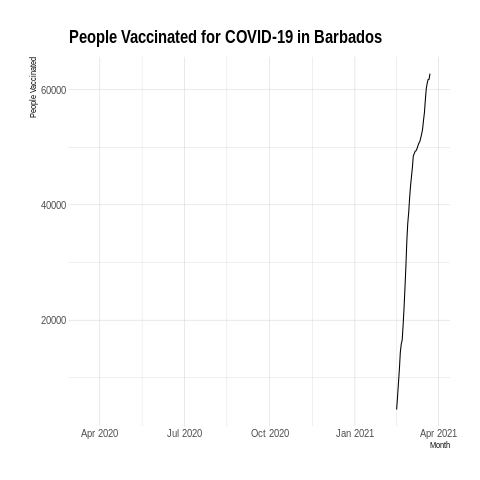 People Vaccinated for COVID-19 in Barbados
People Vaccinated
60000
40000
20000
Apr 2020 Jul 2020 Oct 2020 Jan 2021 Apr 2021
Month